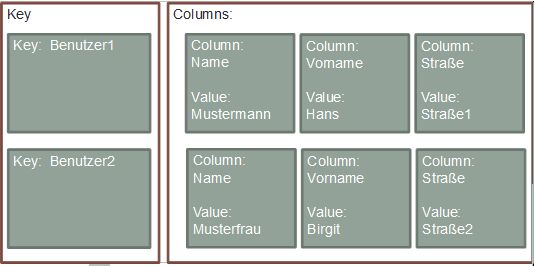 Key
Columns:
Key:  Benutzer1
Column:
Name
Value:
Mustermann
Column:
Vomame
Value:
Hans
Column:
Straße
Value:
Straße1
Key:  Benutzer2
Column:
Name
Value:
Musterfrau
Column:
Vorname
Value:
Birgit
Column:
Straße
Value:
Straße2